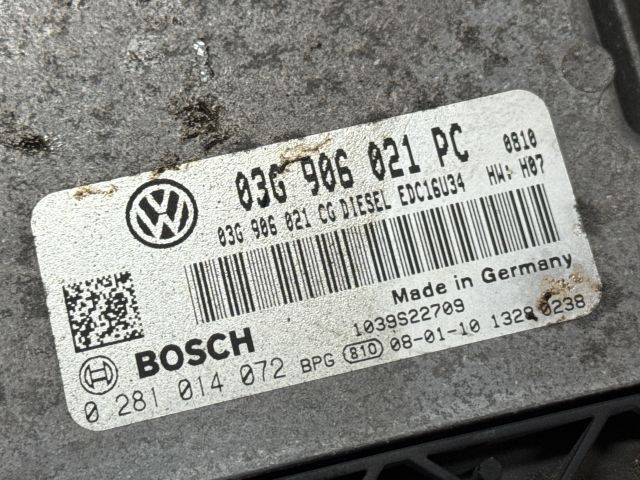 03G 906 021 PC 0810
03G 906 021 CG DIESEL EDC16U34 HW: H07
Made in Germany
1039S22709
BOSCH
0 281 014 072 BPG 810 08-01-10 0238